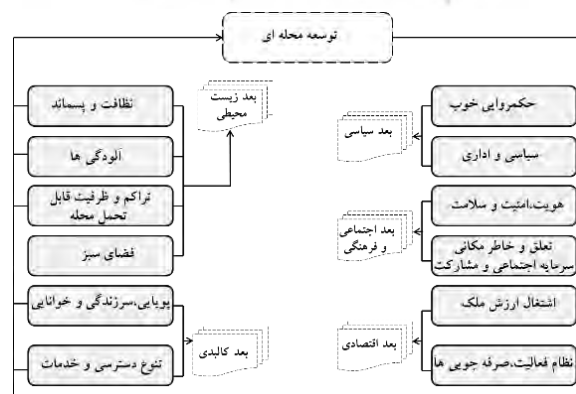 توسعه محله ای
حکمروایی خوب
سیاسی و اداری
بعد سیاسی
هویت،امنیت و سلامت
تعلق و خاطر مکانی
سرمایه اجتماعی و مشارکت
بعد اجتماعی
و فرهنگی
اشتغال ارزش ملک
نظام فعالیت،صرفه جویی ها
بعد اقتصادی
بعد زیست
محیطی
نظافت و پسماند
آلودگی ها
تراکم و ظرفیت قابل
تحمل محله
فضای سبز
پویایی،سرزندگی و خوانایی
تنوع دسترسی و خدمات
بعد کالبدی